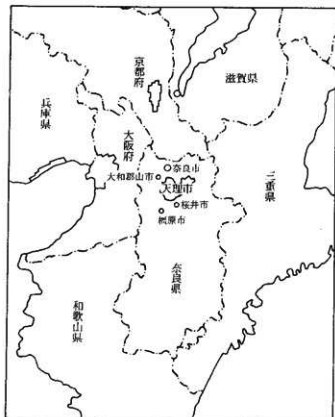 京都府
滋賀県
兵庫県
大阪府
三重県
奈良市
大和郡山市
天理市
桜井市
橿原市
奈良県
和歌山県